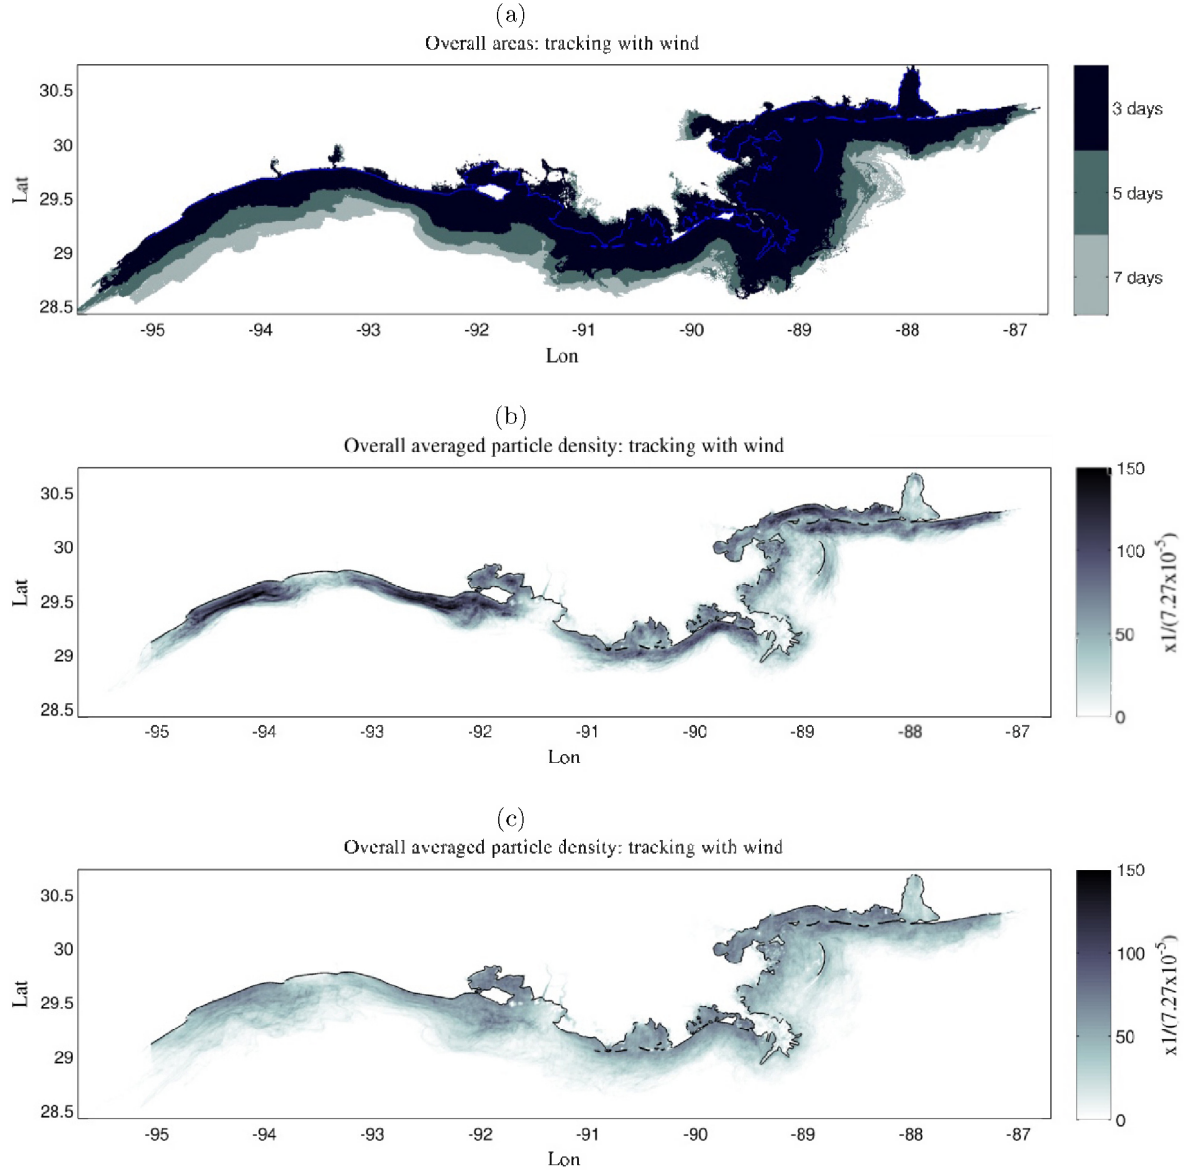 (a)
Overall areas: tracking with wind
30.5
30
29.5
29
28.5
Lat
-95 -94 -93 -92 -91 -90 -89 -88 -87
Lon
3 days
5 days
7 days
(b)
Overall averaged particle density: tracking with wind
30.5
30
29.5
29
28.5
Lat
-95 -94 -93 -92 -91 -90 -89 -88 -87
Lon
150
100
50
0
x1/(7.27x10⁻⁵)
(c)
Overall averaged particle density: tracking with wind
30.5
30
29.5
29
28.5
Lat
-95 -94 -93 -92 -91 -90 -89 -88 -87
Lon
150
100
50
0
x1/(7.27x10⁻⁵)